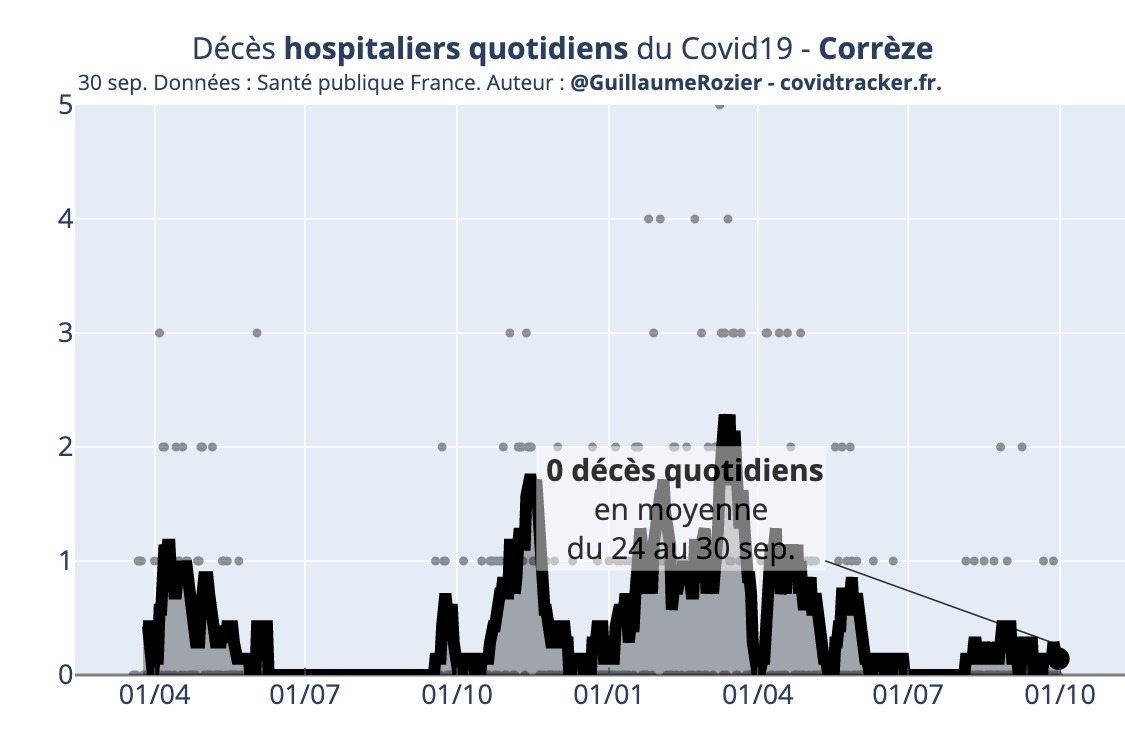 Décès hospitaliers quotidiens du Covid19 - Corrèze
30 sep. Données : Santé publique France. Auteur : @GuillaumeRozier - covidtracker.fr.
5
4
3
2
1
0
0 décès quotidiens
en moyenne
du 24 au 30 sep.
01/04 01/07 01/10 01/01 01/04 01/07 01/10